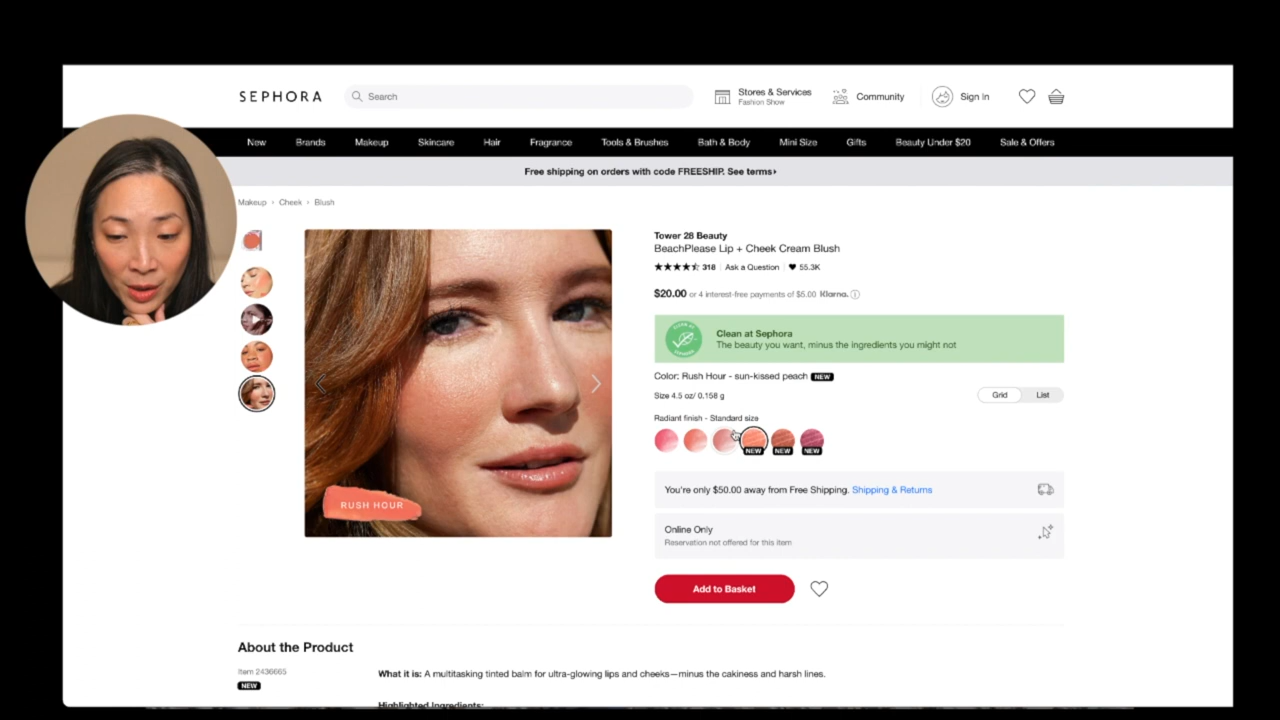 SEPHORA
Search
Stores & Services
Fashion Show
Community
Sign In
New Brands Makeup Skincare Hair Fragrance Tools & Brushes Bath & Body Mini Size Gifts Beauty Under $20 Sale & Offers
Free shipping on orders with code FREESHIP. See terms
Makeup > Cheek > Blush
Tower 28 Beauty
BeachPlease Lip + Cheek Cream Blush
318 Ask a Question 55.3K
$20.00 or 4 interest-free payments of $5.00 Klarna.
Clean at Sephora
The beauty you want, minus the ingredients you might not
Color: Rush Hour - sun-kissed peach NEW
Size 4.5 oz/ 0.158 g
Grid List
Radiant finish - Standard size
NEW NEW NEW
RUSH HOUR
You're only $50.00 away from Free Shipping. Shipping & Returns
Online Only
Reservation not offered for this item
Add to Basket
About the Product
Item 2436665
NEW
What it is: A multitasking tinted balm for ultra-glowing lips and cheeks—minus the cakiness and harsh lines.
Highlighted Ingredients: